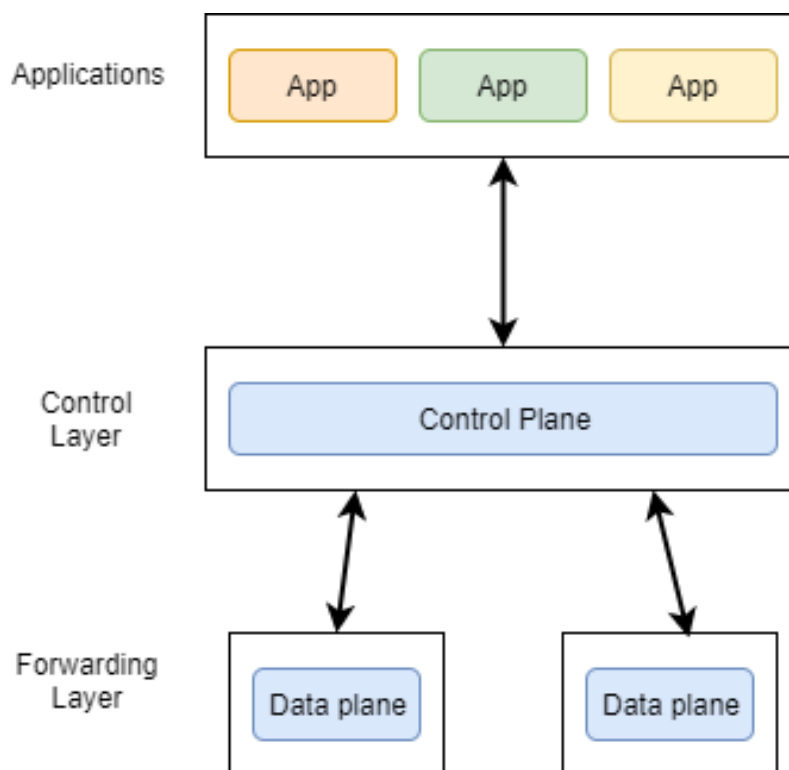 Applications
App
App
App
Control
Layer
Control Plane
Forwarding
Layer
Data plane
Data plane